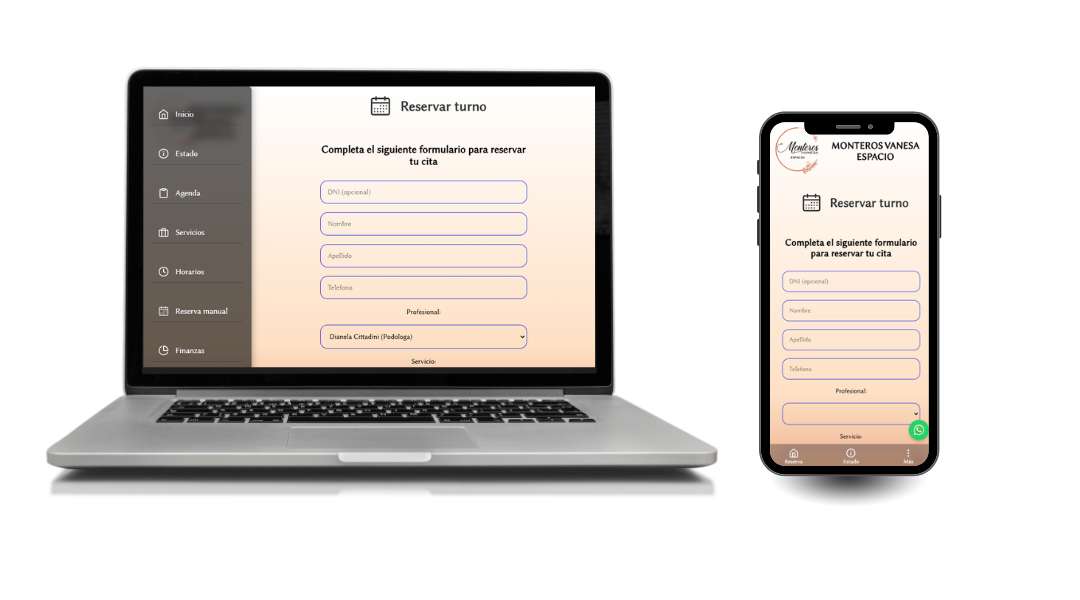 Inicio
Estado
Agenda
Servicios
Horarios
Reserva manual
Finanzas
Reservar turno
Completa el siguiente formulario para reservar
tu cita
DNI (opcional)
Nombre
Apellido
Telefono
Profesional:
Dianela Cittadini (Podologa)
Servicio:
Monteros
ESPACIO
MONTEROS VANESA
ESPACIO
Reservar turno
Completa el siguiente formulario
para reservar tu cita
DNI (opcional)
Nombre
Apellido
Telefono
Profesional:
Servicio:
Reserva
Estado
Más